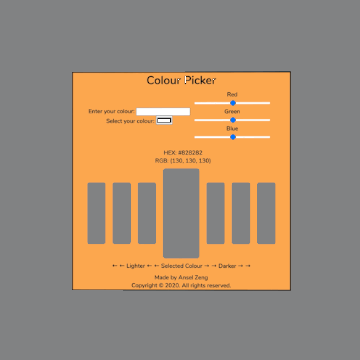 Colour Picker
Red
Enter your colour:
Green
Select your colour:
Blue
HEX: #828282
RGB: (130, 130, 130)
← ← Lighter ← ← Selected Colour → → Darker → →
Made by Ansel Zeng
Copyright © 2020. All rights reserved.